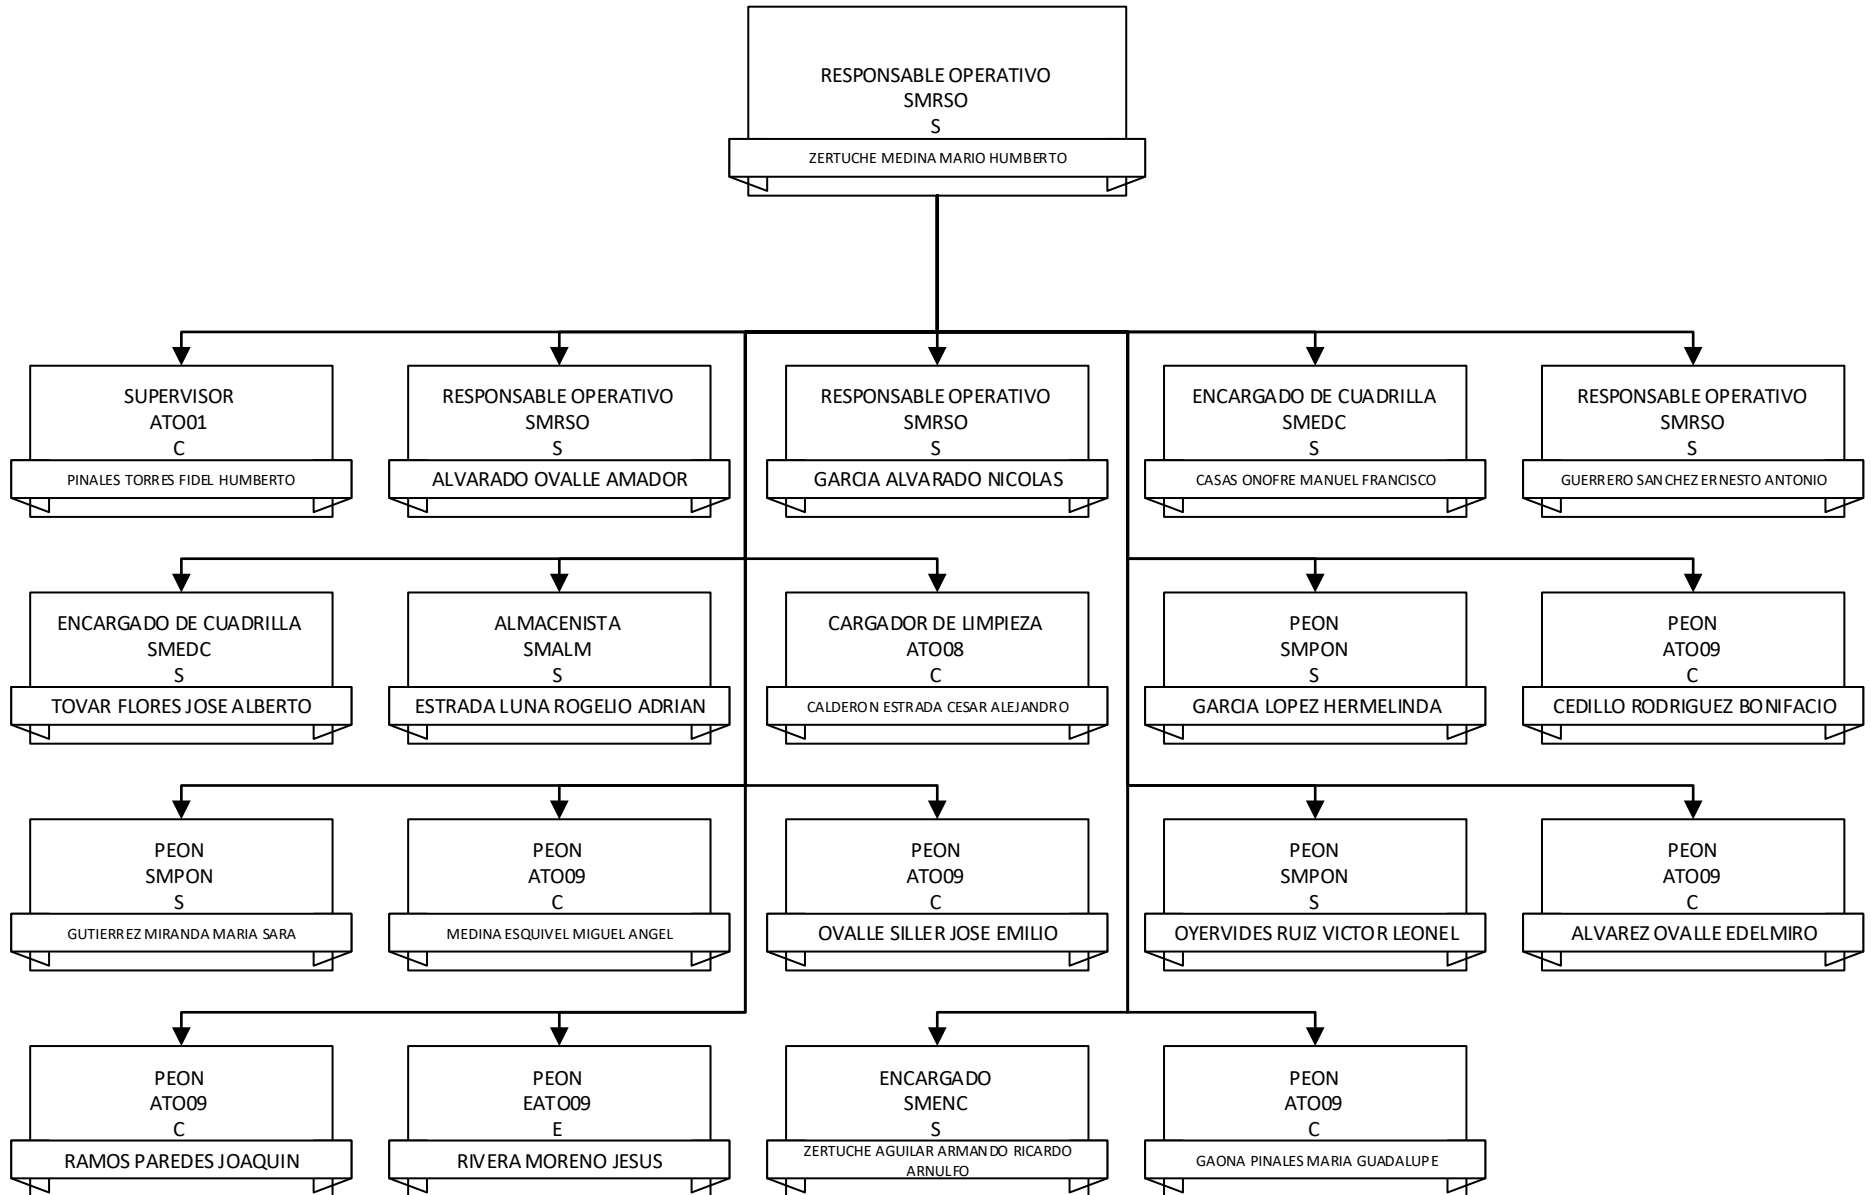 RESPONSABLE OPERATIVO
SMRSO
S
ZERTUCHE MEDINA MARIO HUMBERTO
SUPERVISOR
ATO01
C
PINALES TORRES FIDEL HUMBERTO
RESPONSABLE OPERATIVO
SMRSO
S
ALVARADO OVALLE AMADOR
RESPONSABLE OPERATIVO
SMRSO
S
GARCIA ALVARADO NICOLAS
ENCARGADO DE CUADRILLA
SMEDC
S
CASAS ONOFRE MANUEL FRANCISCO
RESPONSABLE OPERATIVO
SMRSO
S
GUERRERO SANCHEZ ERNESTO ANTONIO
ENCARGADO DE CUADRILLA
SMEDC
S
TOVAR FLORES JOSE ALBERTO
ALMACENISTA
SMALM
S
ESTRADA LUNA ROGELIO ADRIAN
CARGADOR DE LIMPIEZA
ATO08
C
CALDERON ESTRADA CESAR ALEJANDRO
PEON
SMPON
S
GARCIA LOPEZ HERMELINDA
PEON
ATO09
C
CEDILLO RODRIGUEZ BONIFACIO
PEON
SMPON
S
GUTIERREZ MIRANDA MARIA SARA
PEON
ATO09
C
MEDINA ESQUIVEL MIGUEL ANGEL
PEON
ATO09
C
OVALLE SILLER JOSE EMILIO
PEON
SMPON
S
OYERVIDES RUIZ VICTOR LEONEL
PEON
ATO09
C
ALVAREZ OVALLE EDELMIRO
PEON
ATO09
C
RAMOS PAREDES JOAQUIN
PEON
EATO09
E
RIVERA MORENO JESUS
ENCARGADO
SMENC
S
ZERTUCHE AGUILAR ARMANDO RICARDO
ARNULFO
PEON
ATO09
C
GAONA PINALES MARIA GUADALUPE